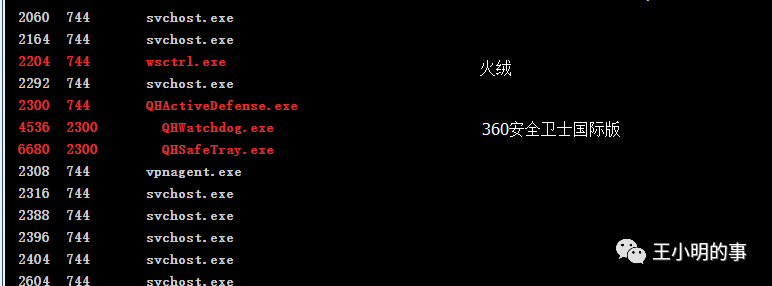 2060 744 svchost.exe
2164 744 svchost.exe
2204 744 wsctrl.exe 火绒
2292 744 svchost.exe
2300 744 QHActiveDefense.exe
4536 2300 QHWatchdog.exe 360安全卫士国际版
6680 2300 QHSafeTray.exe
2308 744 vpnagent.exe
2316 744 svchost.exe
2388 744 svchost.exe
2396 744 svchost.exe
2404 744 svchost.exe
2604 744 svchost.exe
王小明的事